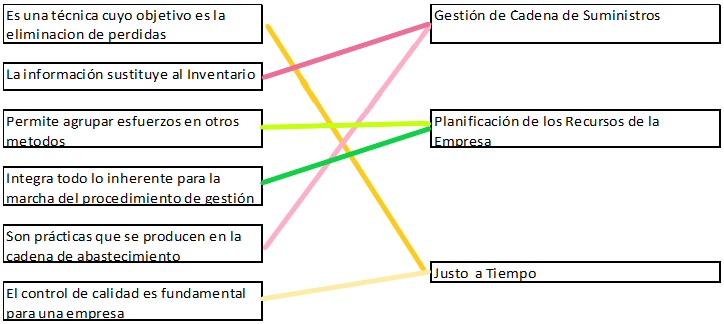 Es una técnica cuyo objetivo es la
eliminacion de perdidas
La información sustituye al Inventario
Permite agrupar esfuerzos en otros
metodos
Integra todo lo inherente para la
marcha del procedimiento de gestión
Son prácticas que se producen en la
cadena de abastecimiento
El control de calidad es fundamental
para una empresa
Gestión de Cadena de Suministros
Planificación de los Recursos de la
Empresa
Justo a Tiempo